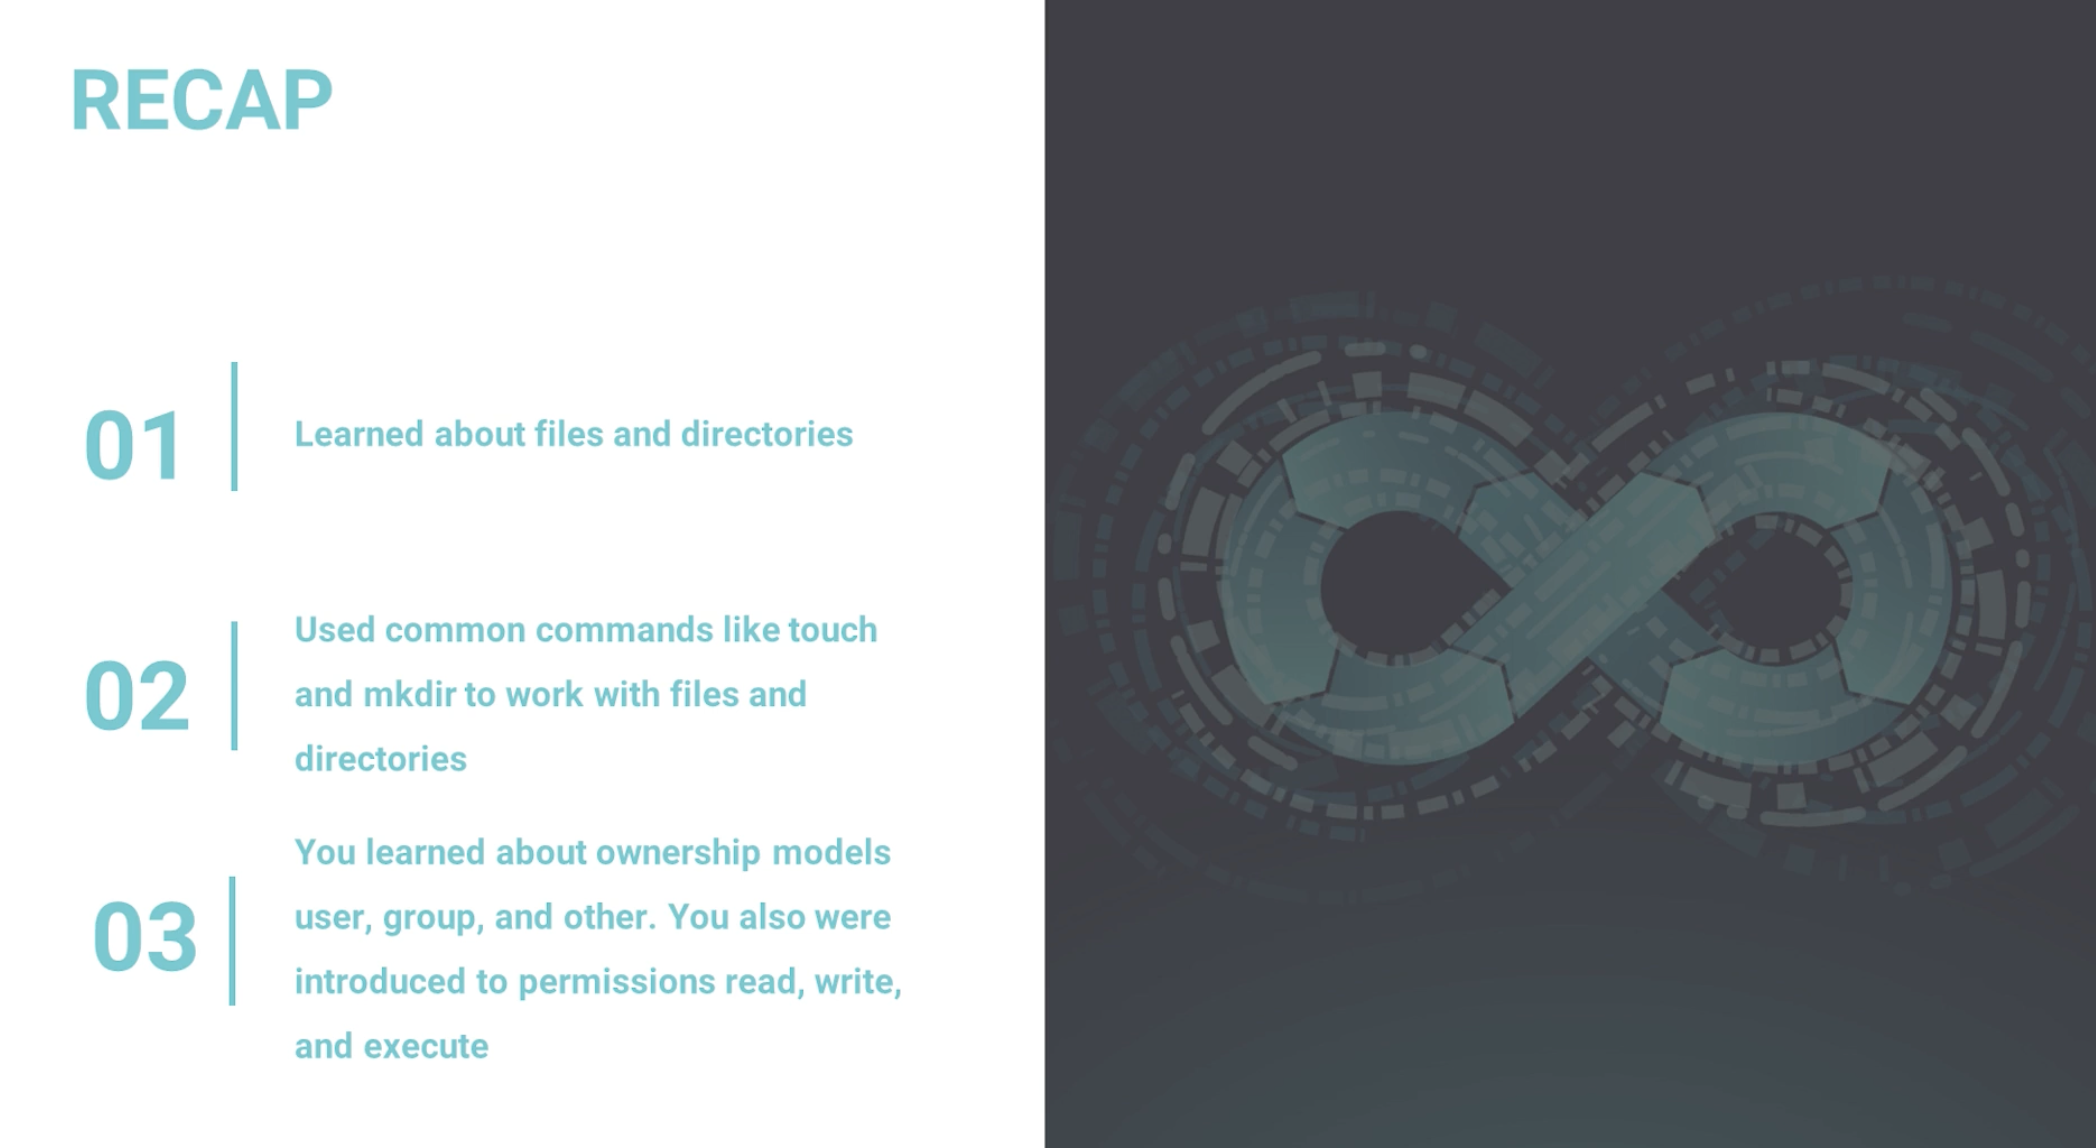 RECAP
01
Learned about files and directories
02
Used common commands like touch
and mkdir to work with files and
directories
03
You learned about ownership models
user, group, and other. You also were
introduced to permissions read, write,
and execute